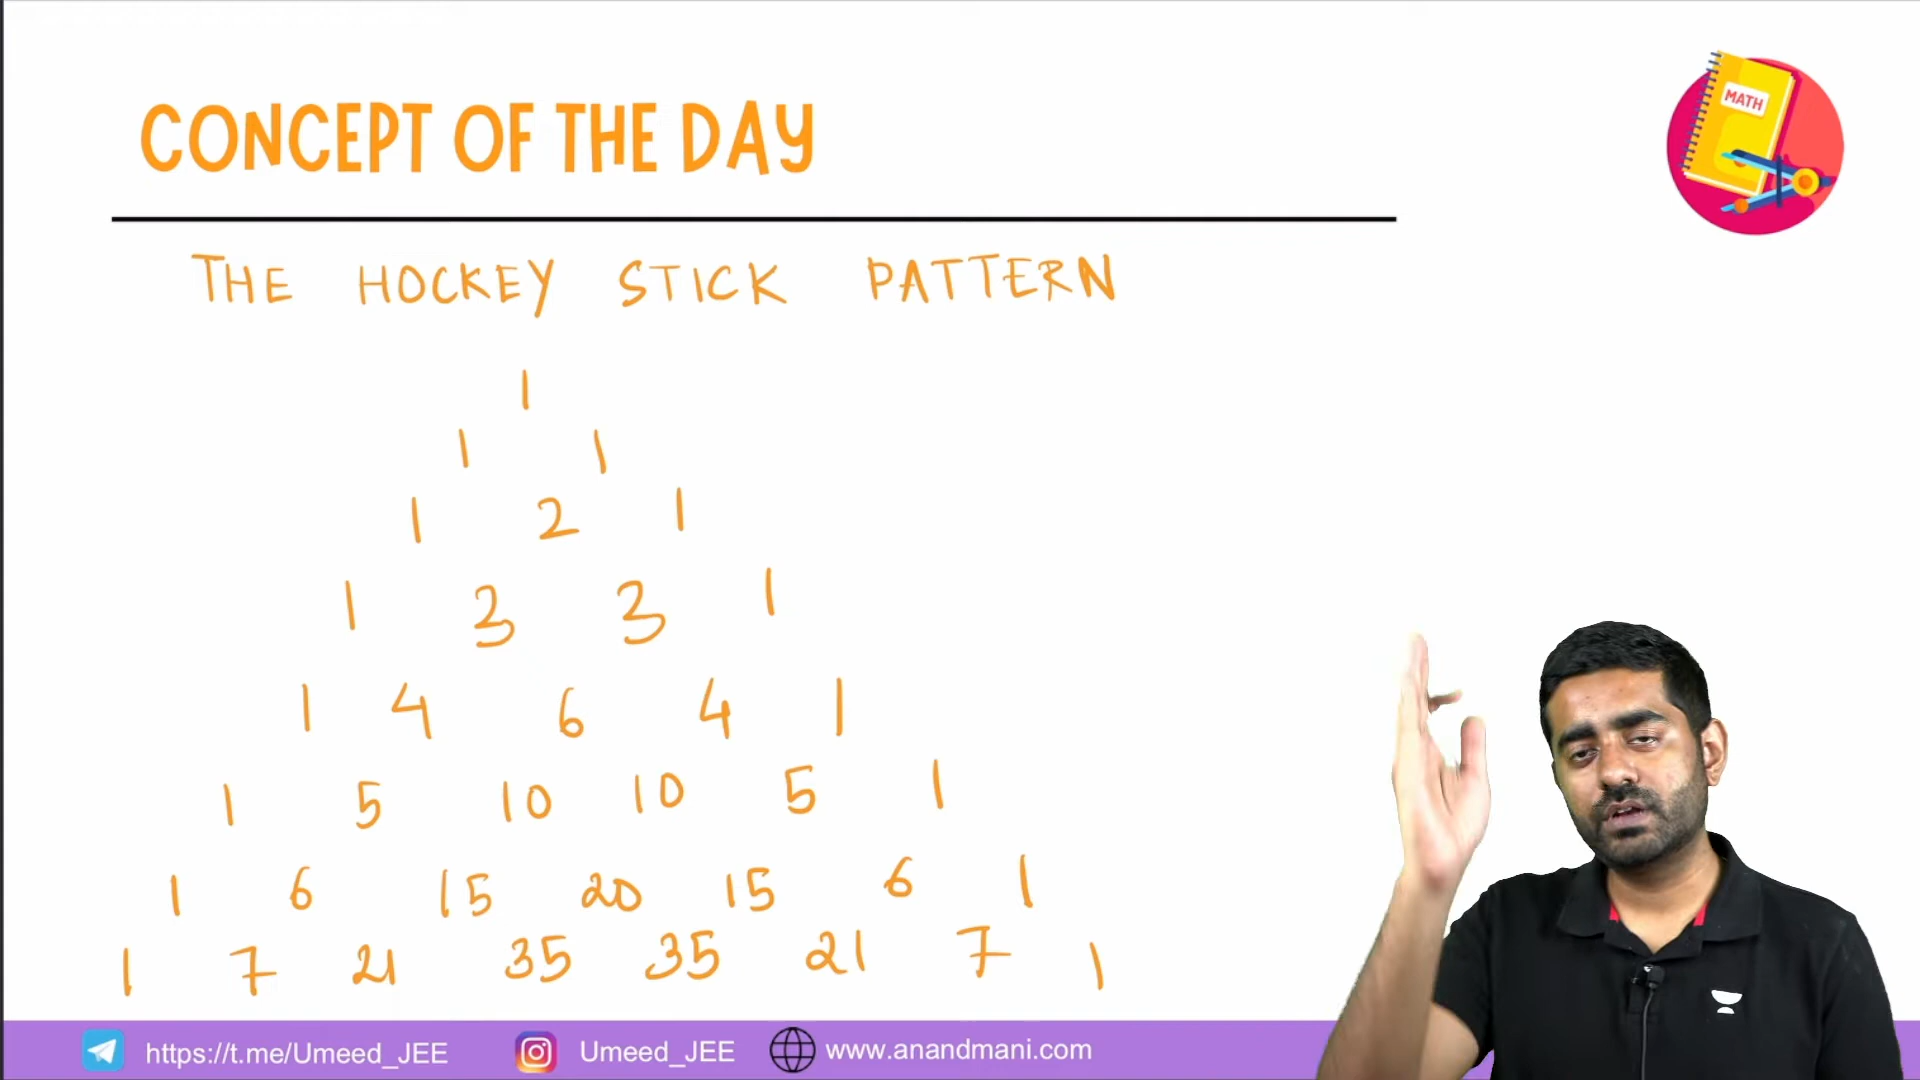 MATH
CONCEPT OF THE DAY
THE HOCKEY STICK PATTERN
1
1 1
1 2 1
1 3 3 1
1 4 6 4 1
1 5 10 10 5 1
1 6 15 20 15 6 1
1 7 21 35 35 21 7 1
https://t.me/Umeed_JEE Umeed_JEE www.anandmani.com